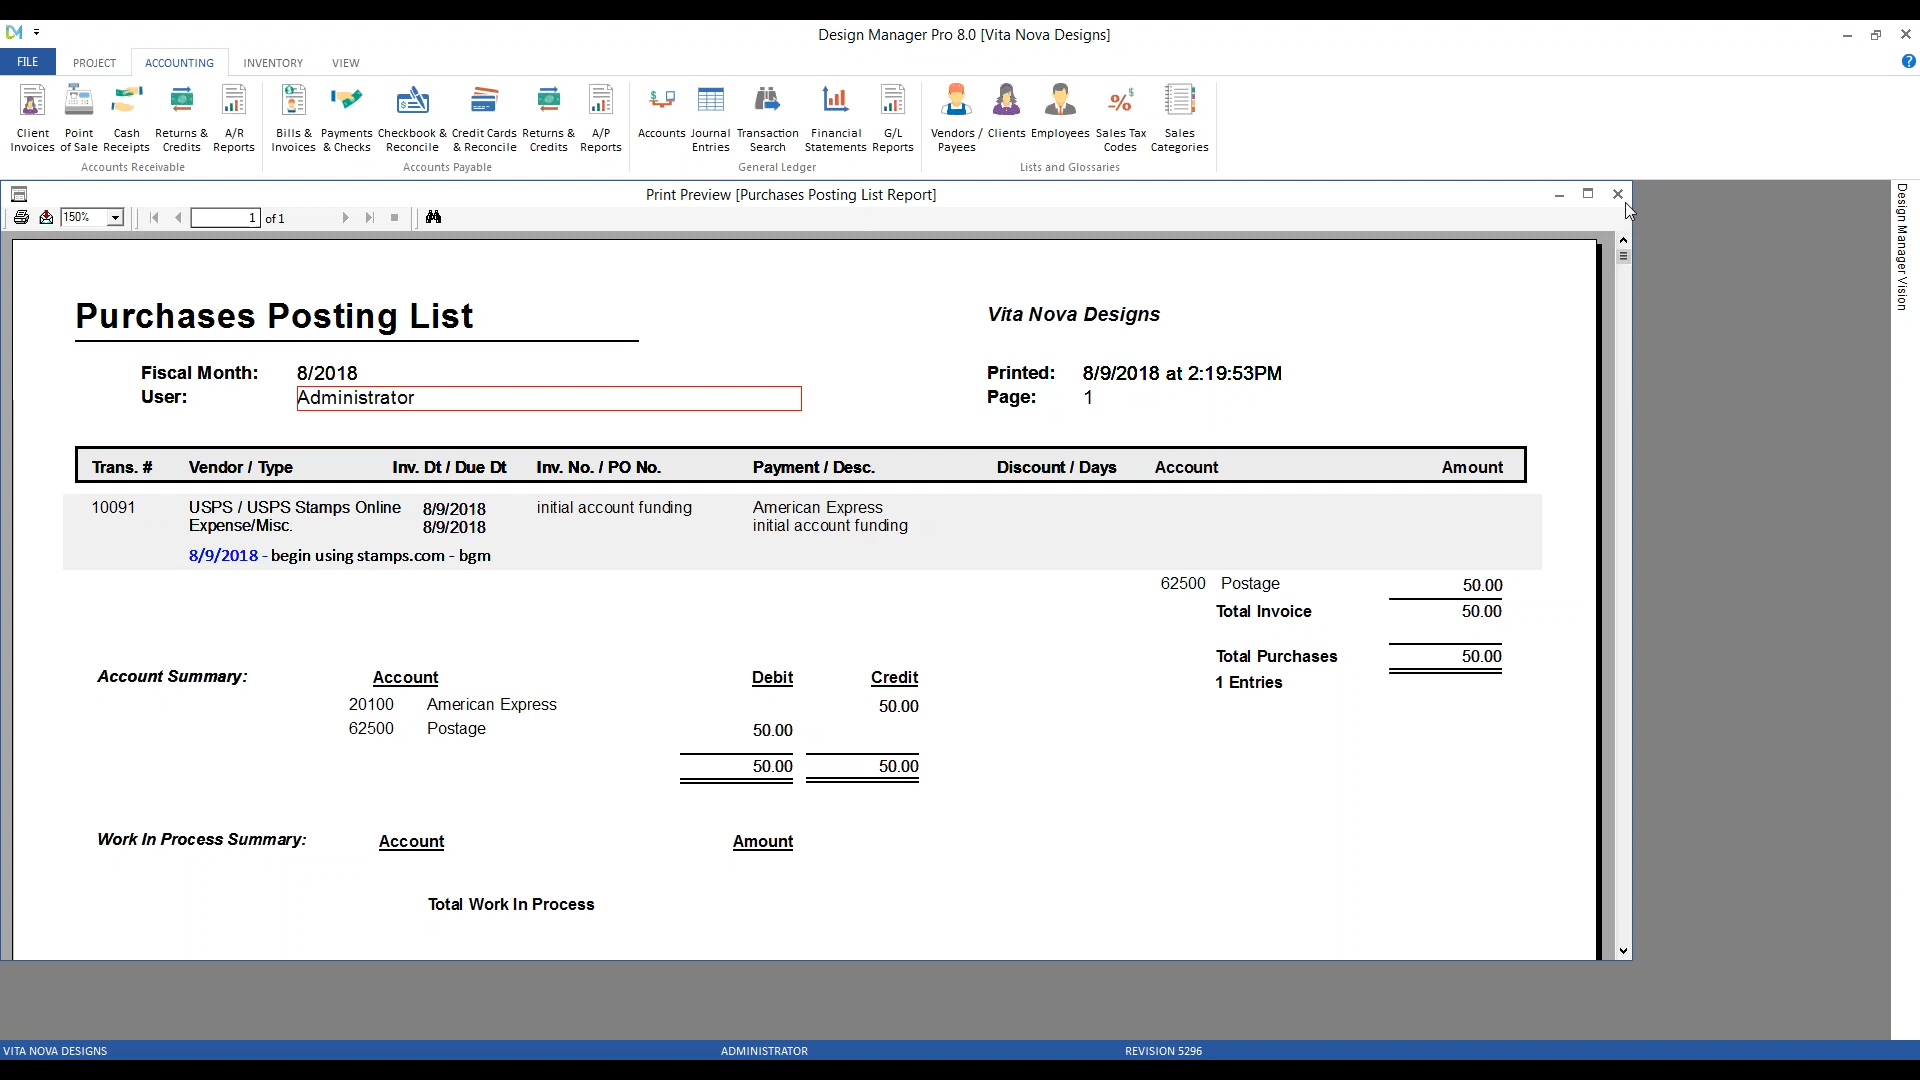 Design Manager Pro 8.0 [Vita Nova Designs]
FILE PROJECT ACCOUNTING INVENTORY VIEW
Client Invoices Point of Sale Cash Receipts Returns & Credits A/R Reports
Accounts Receivable
Bills & Invoices Payments & Checks Checkbook & Reconcile Credit Cards & Reconcile Returns & Credits A/P Reports
Accounts Payable
Accounts Journal Entries Transaction Search Financial Statements G/L Reports
General Ledger
Vendors / Payees Clients Employees Sales Tax Codes Sales Categories
Lists and Glossaries
Design Manager Vision
Print Preview [Purchases Posting List Report]
150% 1 of 1
Purchases Posting List
Vita Nova Designs
Fiscal Month: 8/2018
Printed: 8/9/2018 at 2:19:53PM
User: Administrator
Page: 1
Trans. # Vendor / Type Inv. Dt / Due Dt Inv. No. / PO No. Payment / Desc. Discount / Days Account Amount
10091 USPS / USPS Stamps Online 8/9/2018 initial account funding American Express
Expense/Misc. 8/9/2018 initial account funding
8/9/2018 - begin using stamps.com - bgm
62500 Postage 50.00
Total Invoice 50.00
Total Purchases 50.00
1 Entries
Account Summary: Account Debit Credit
20100 American Express 50.00
62500 Postage 50.00
50.00 50.00
Work In Process Summary: Account Amount
Total Work In Process
VITA NOVA DESIGNS ADMINISTRATOR REVISION 5296